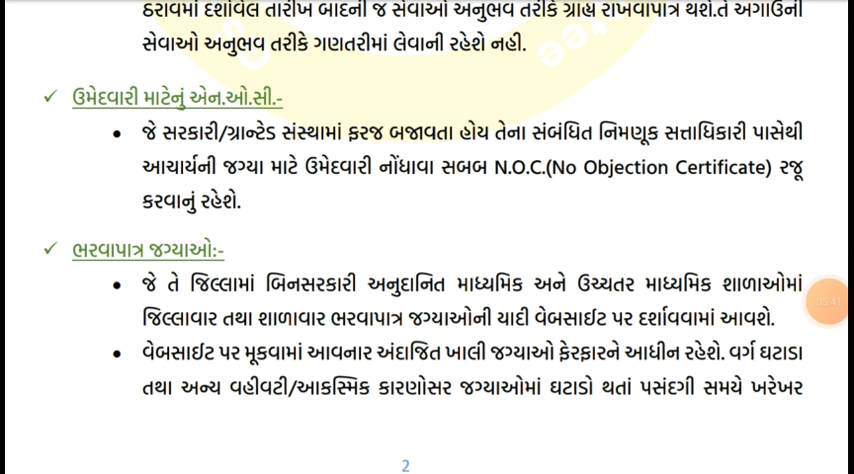 ઠરાવમાં દર્શાવેલ તારીખ બાદની જ સેવાઓ અનુભવ તરીકે ગ્રાહ્ય રાખવાપાત્ર થશે.તે અગાઉની
સેવાઓ અનુભવ તરીકે ગણતરીમાં લેવાની રહેશે નહી.
✓ ઉમેદવારી માટેનું એન.ઓ.સી.-
• જે સરકારી/ગ્રાન્ટેડ સંસ્થામાં ફરજ બજાવતા હોય તેના સંબંધિત નિમણૂક સત્તાધિકારી પાસેથી
આચાર્યની જગ્યા માટે ઉમેદવારી નોંધાવા સબબ N.O.C.(No Objection Certificate) રજૂ
કરવાનું રહેશે.
✓ ભરવાપાત્ર જગ્યાઓ:-
• જે તે જિલ્લામાં બિનસરકારી અનુદાનિત માધ્યમિક અને ઉચ્ચતર માધ્યમિક શાળાઓમાં
જિલ્લાવાર તથા શાળાવાર ભરવાપાત્ર જગ્યાઓની યાદી વેબસાઈટ પર દર્શાવવામાં આવશે.
05:41
• વેબસાઈટ પર મૂકવામાં આવનાર અંદાજિત ખાલી જગ્યાઓ ફેરફારને આધીન રહેશે. વર્ગ ઘટાડા
તથા અન્ય વહીવટી/આકસ્મિક કારણોસર જગ્યાઓમાં ઘટાડો થતાં પસંદગી સમયે ખરેખર
2